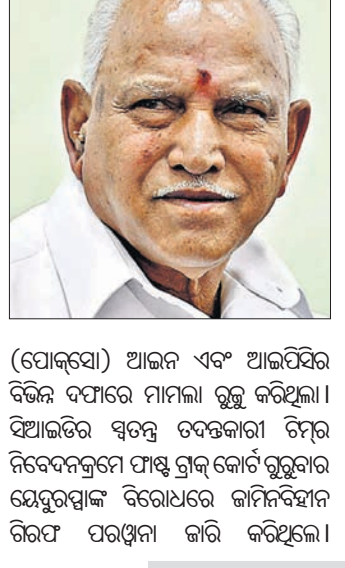 (ପୋକ୍‌ସୋ) ଆଇନ ଏବଂ ଆଇପିସିର
ବିଭିନ୍ନ ଦଫାରେ ମାମଲା ରୁଜୁ କରିଥିଲା।
ସିଆଇଡିର ସ୍ୱତନ୍ତ୍ର ତଦନ୍ତକାରୀ ଟିମ୍‌ର
ନିବେଦନକ୍ରମେ ଫାଷ୍ଟ ଟ୍ରାକ୍ କୋର୍ଟ ଗୁରୁବାର
ୟେଦୁରପ୍ପାଙ୍କ ବିରୋଧରେ ଜାମିନବିହୀନ
ଗିରଫ ପରୱାନା ଜାରି କରିଥିଲେ।